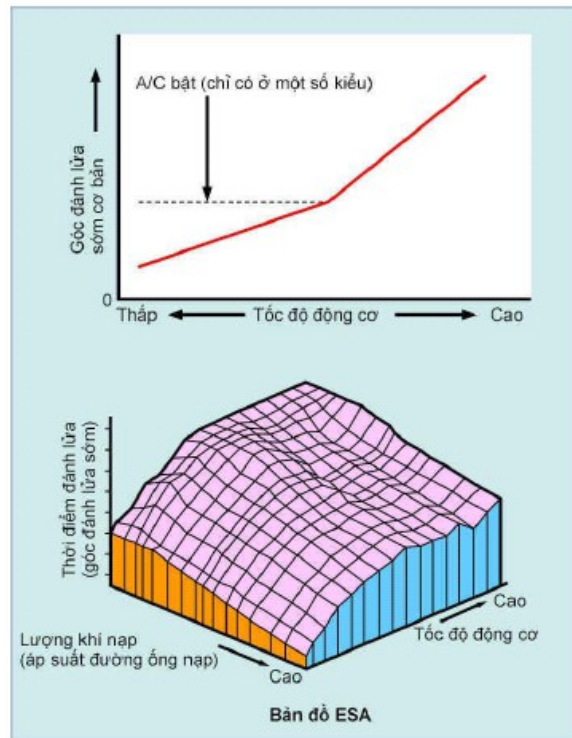 A/C bật (chỉ có ở một số kiểu)
Góc đánh lửa
sớm cơ bản
0
Thấp
Tốc độ động cơ
Cao
Thời điểm đánh lửa
(góc đánh lửa sớm)
Lượng khí nạp
(áp suất đường ống nạp)
Cao
Cao
Tốc độ động cơ
Bản đồ ESA